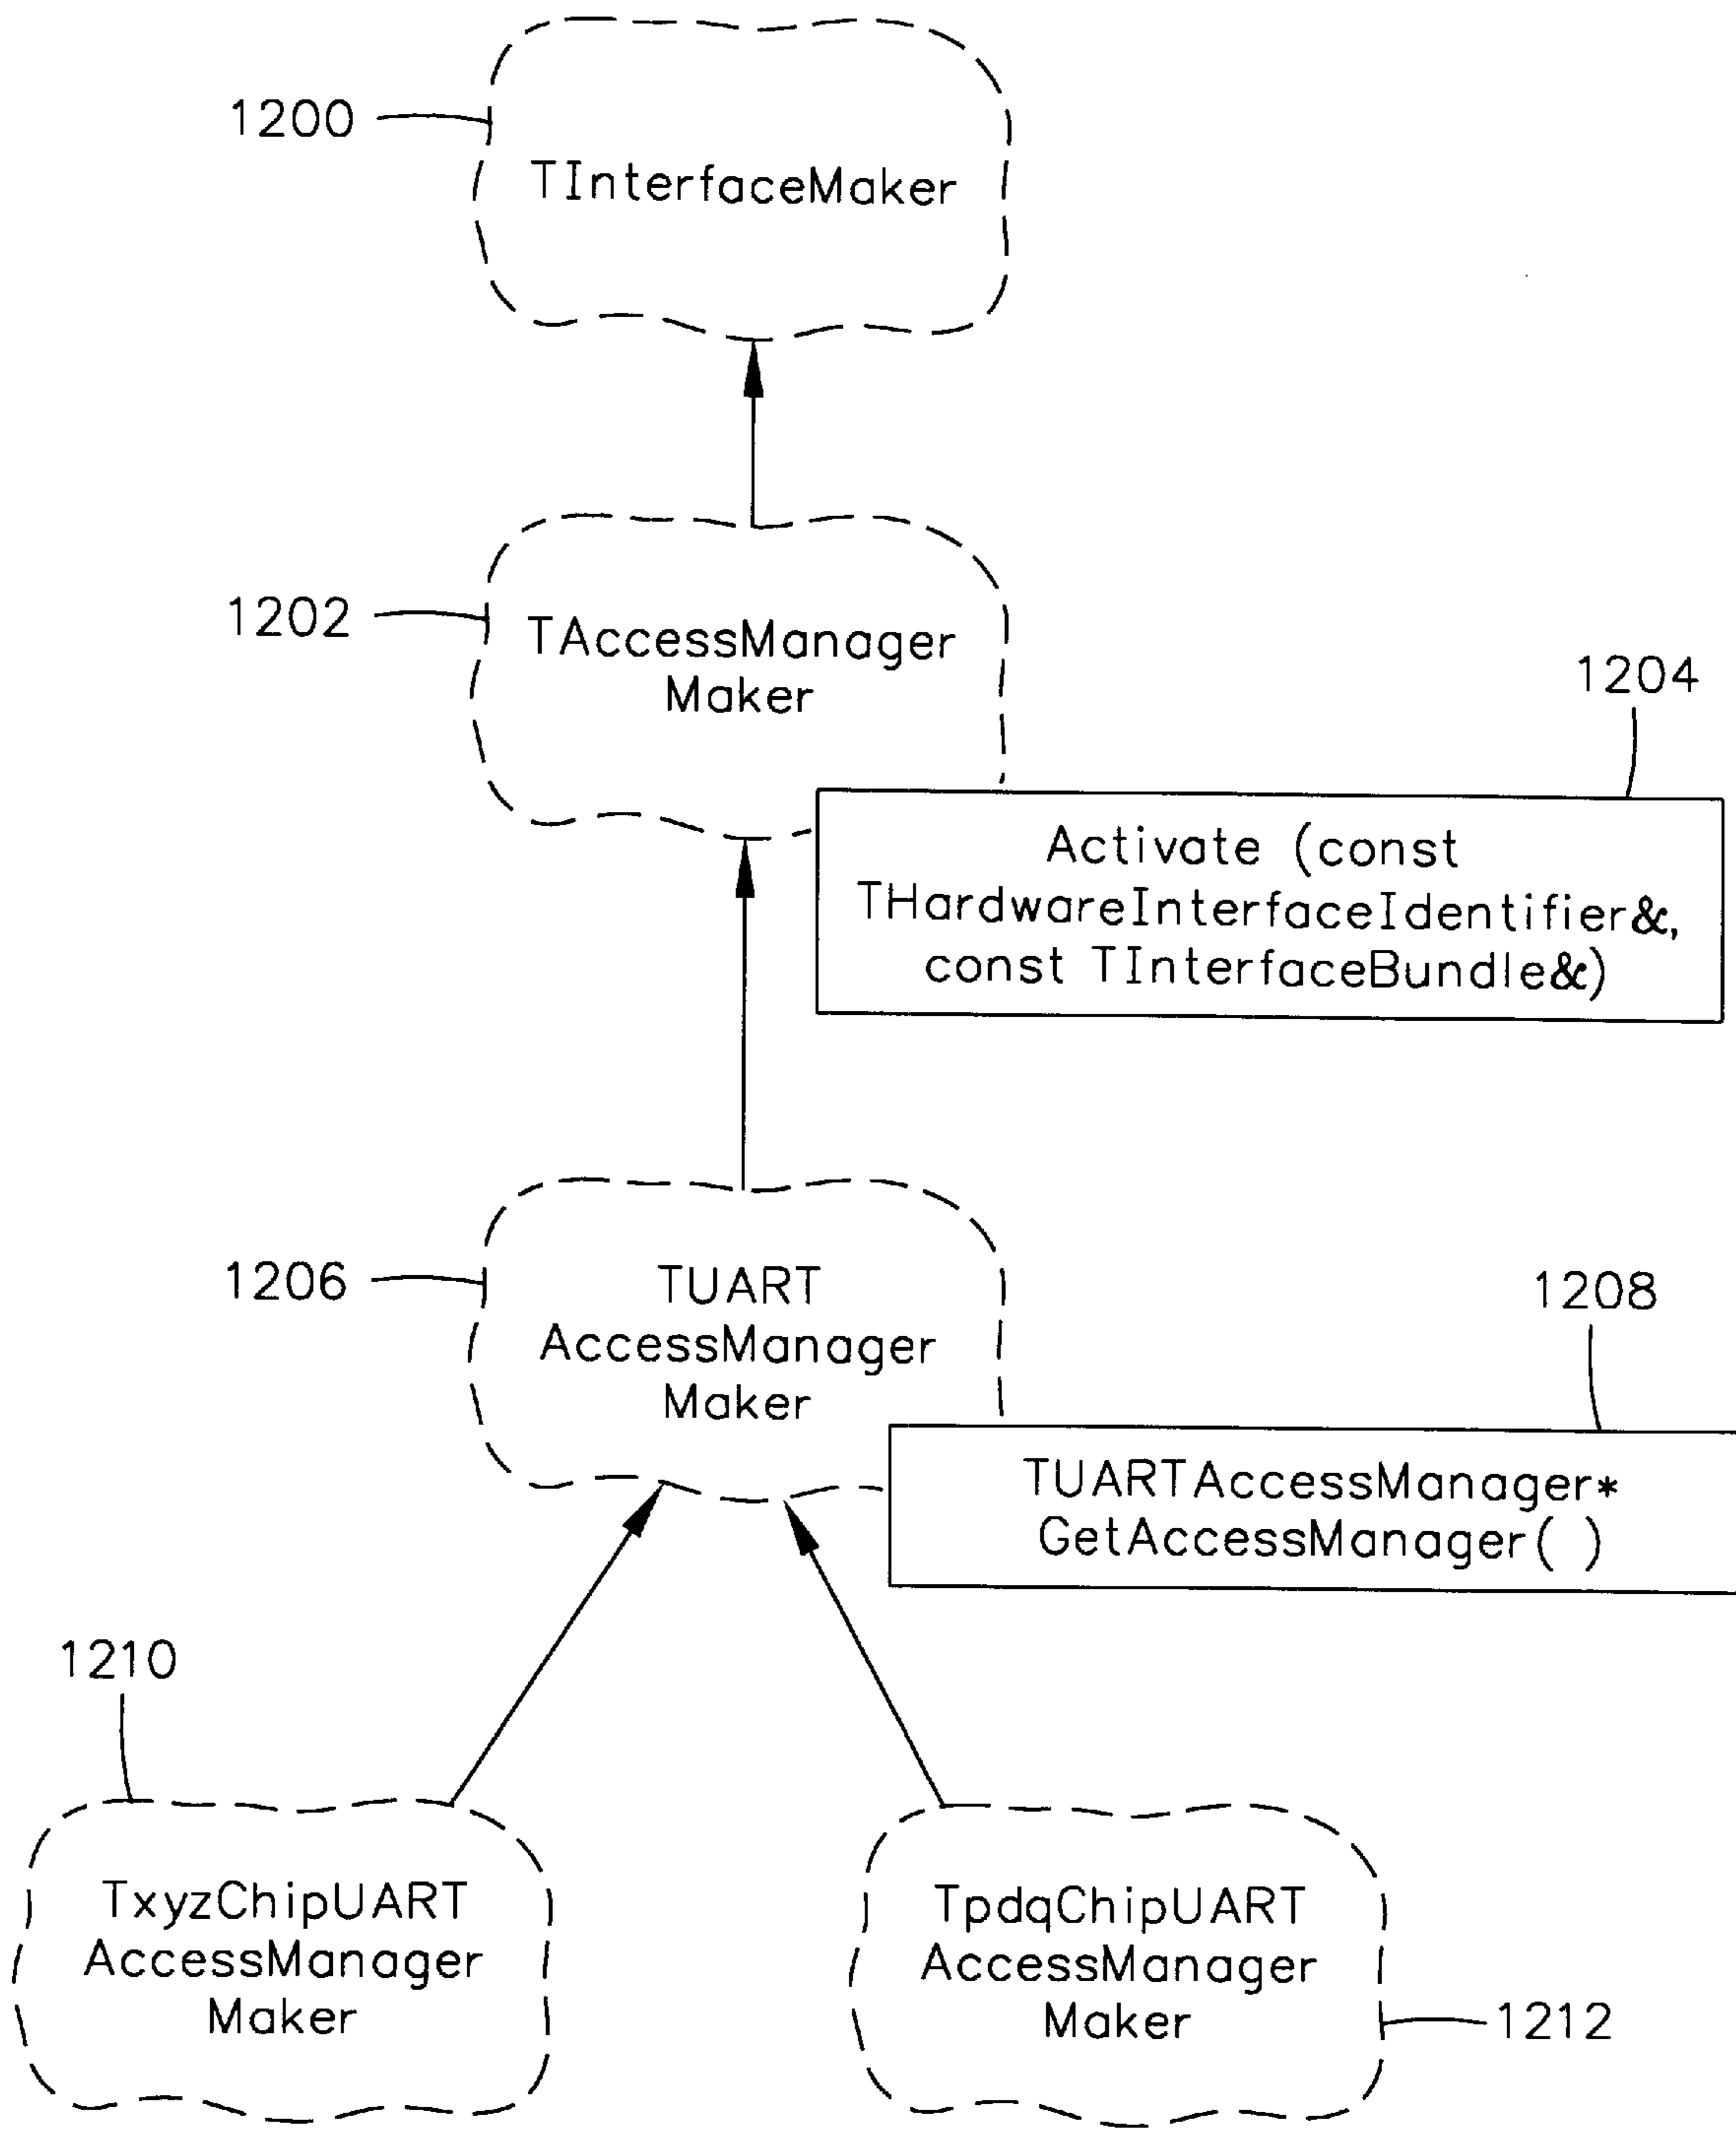 1200
TInterfaceMaker
1202
TAccessManager
Maker
1204
Activate (const
THardwareInterfaceIdentifier&,
const TInterfaceBundle&)
1206
TUART
AccessManager
Maker
1208
TUARTAccessManager*
GetAccessManager( )
1210
TxyzChipUART
AccessManager
Maker
TpdqChipUART
AccessManager
Maker
1212